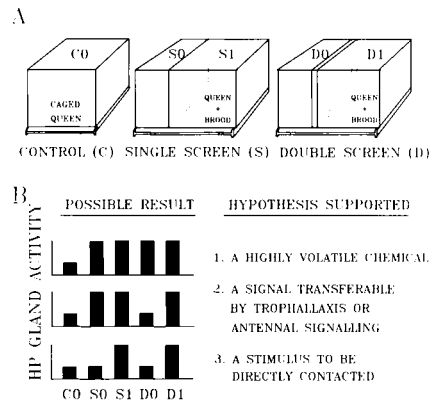 A
C0 S0 S1 D0 D1
CAGED
QUEEN
QUEEN
+
BROOD
QUEEN
+
BROOD
CONTROL (C) SINGLE SCREEN (S) DOUBLE SCREEN (D)
B
POSSIBLE RESULT HYPOTHESIS SUPPORTED
HP GLAND ACTIVITY
1. A HIGHLY VOLATILE CHEMICAL
2. A SIGNAL TRANSFERABLE
BY TROPHALLAXIS OR
ANTENNAL SIGNALLING
3. A STIMULUS TO BE
DIRECTLY CONTACTED
C0 S0 S1 D0 D1